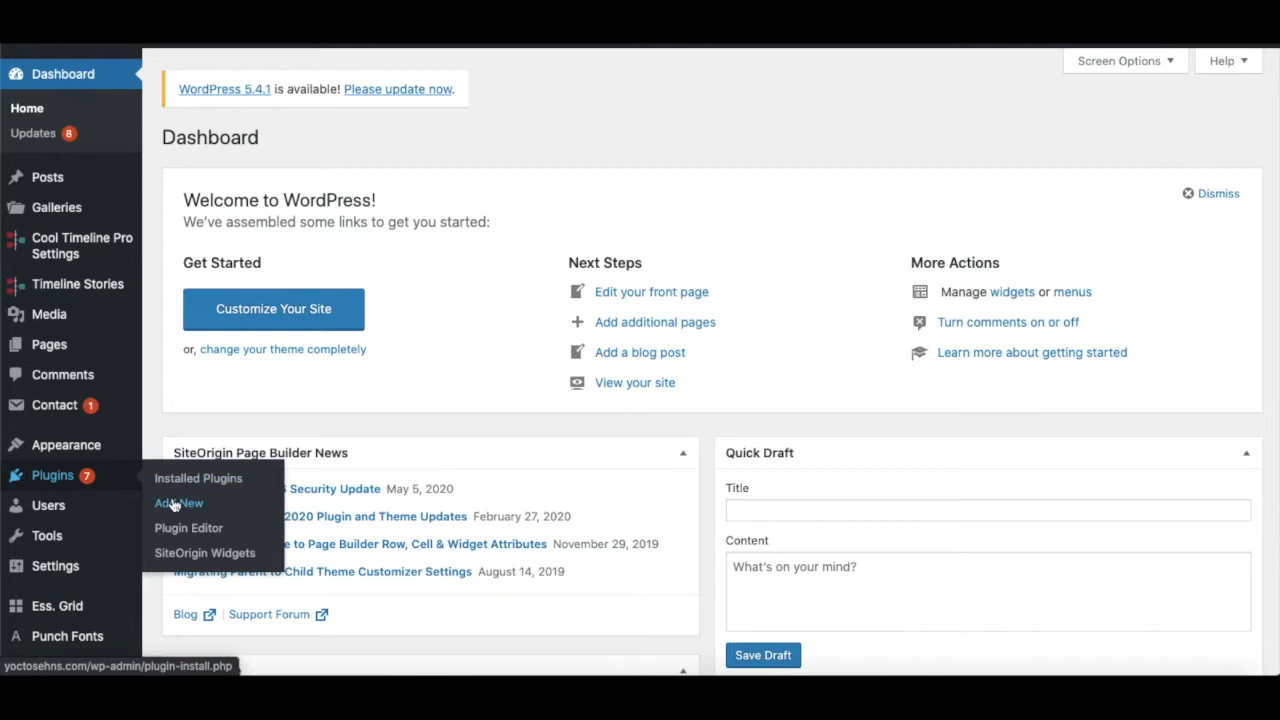 Dashboard
Screen Options
Help
WordPress 5.4.1 is available! Please update now.
Home
Updates 8
Dashboard
Posts
Galleries
Cool Timeline Pro
Settings
Timeline Stories
Media
Pages
Comments
Contact 1
Appearance
Plugins 7
Users
Tools
Settings
Ess. Grid
A Punch Fonts
Installed Plugins
Add New
Plugin Editor
SiteOrigin Widgets
Welcome to WordPress!
We've assembled some links to get you started:
Dismiss
Get Started
Customize Your Site
or, change your theme completely
Next Steps
Edit your front page
Add additional pages
Add a blog post
View your site
More Actions
Manage widgets or menus
Turn comments on or off
Learn more about getting started
SiteOrigin Page Builder News
Security Update May 5, 2020
2020 Plugin and Theme Updates February 27, 2020
to Page Builder Row, Cell & Widget Attributes November 29, 2019
Migrating Parent to Child Theme Customizer Settings August 14, 2019
Blog | Support Forum
Quick Draft
Title
Content
What's on your mind?
Save Draft
yoctosehns.com/wp-admin/plugin-install.php